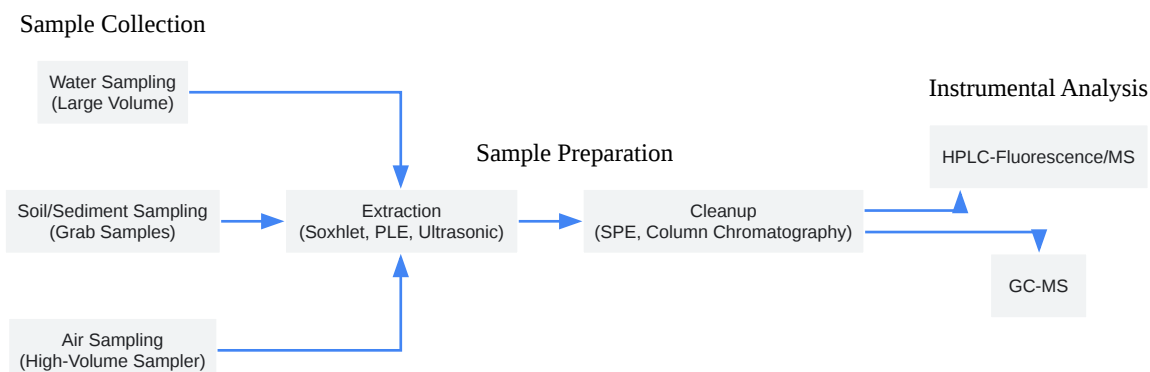 Sample Collection
Water Sampling
(Large Volume)
Soil/Sediment Sampling
(Grab Samples)
Air Sampling
(High-Volume Sampler)
Sample Preparation
Extraction
(Soxhlet, PLE, Ultrasonic)
Cleanup
(SPE, Column Chromatography)
Instrumental Analysis
HPLC-Fluorescence/MS
GC-MS